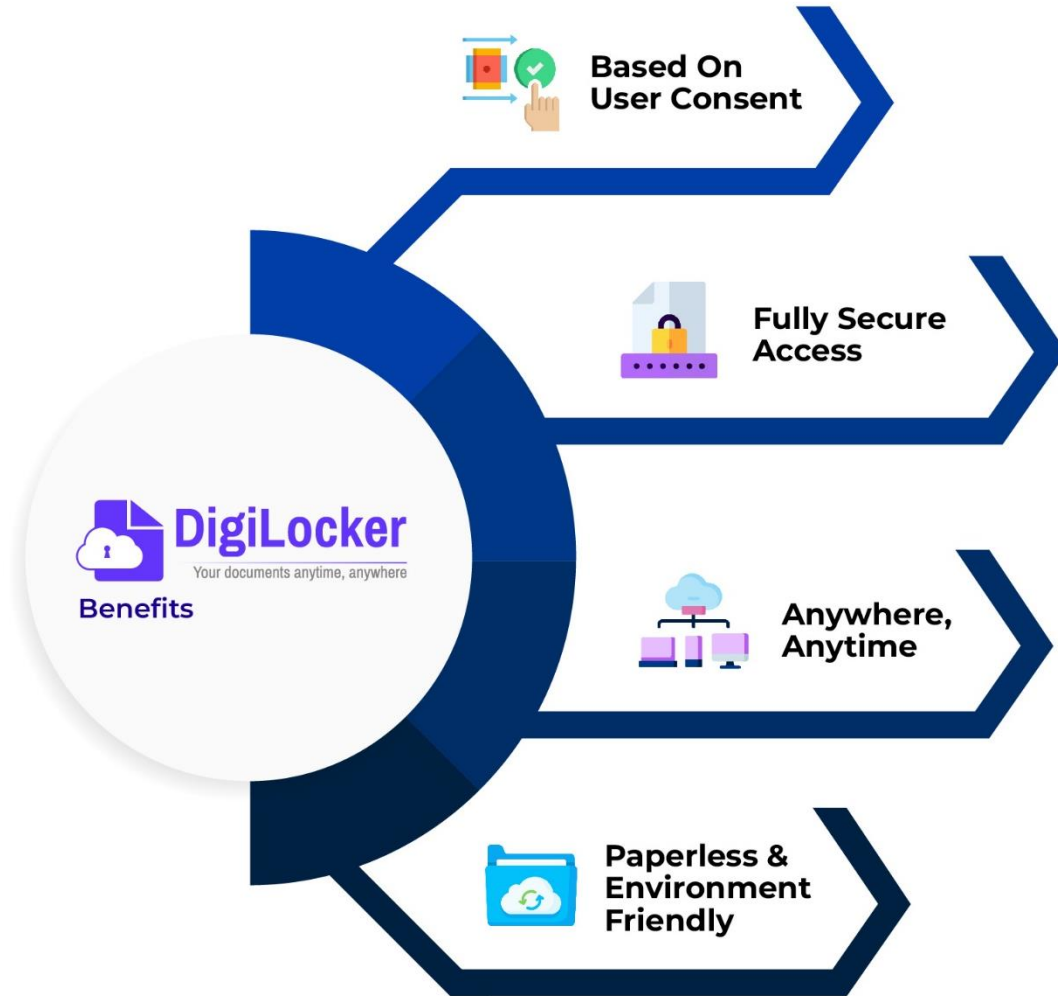 Based On
User Consent
Fully Secure
Access
DigiLocker
Your documents anytime, anywhere
Benefits
Anywhere,
Anytime
Paperless &
Environment
Friendly